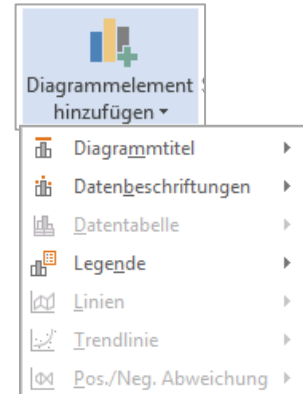 Diagrammelement
hinzufügen
Diagrammtitel
Datenbeschriftungen
Datentabelle
Legende
Linien
Trendlinie
Pos./Neg. Abweichung